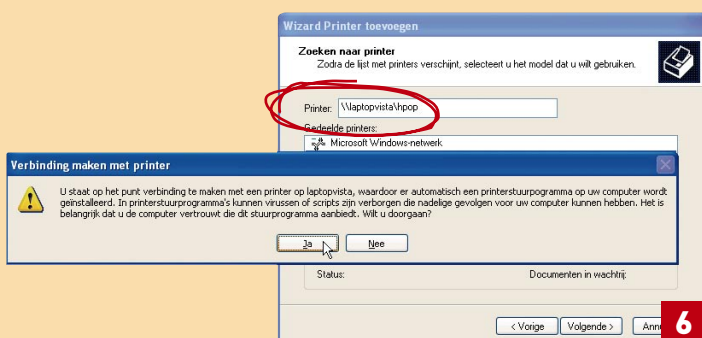 Wizard Printer toevoegen
Zoeken naar printer
Zodra de lijst met printers verschijnt, selecteert u het model dat u wilt gebruiken.
Printer: \\laptopvista\hpop
Gedeelde printers:
Microsoft Windows-netwerk
Verbinding maken met printer
U staat op het punt verbinding te maken met een printer op laptopvista, waardoor er automatisch een printerstuurpogramma op uw computer wordt
geïnstalleerd. In printerstuurprogramma's kunnen virussen of scripts zijn verborgen die nadelige gevolgen voor uw computer kunnen hebben. Het is
belangrijk dat u de computer vertrouwt die dit stuurprogramma aanbiedt. Wilt u doorgaan?
Ja Nee
Status: Documenten in wachtrij:
< Vorige Volgende > Ann
6